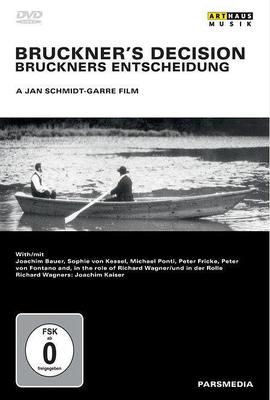 DVD
VIDEO
ARTHAUS
MUSIK
BRUCKNER'S DECISION
BRUCKNERS ENTSCHEIDUNG
A JAN SCHMIDT-GARRE FILM
With/mit
Joachim Bauer, Sophie von Kessel, Michael Ponti, Peter Fricke, Peter
von Fontano and, in the role of Richard Wagner/und in der Rolle
Richard Wagners: Joachim Kaiser
FSK
ab
0
freigegeben
PARSMEDIA